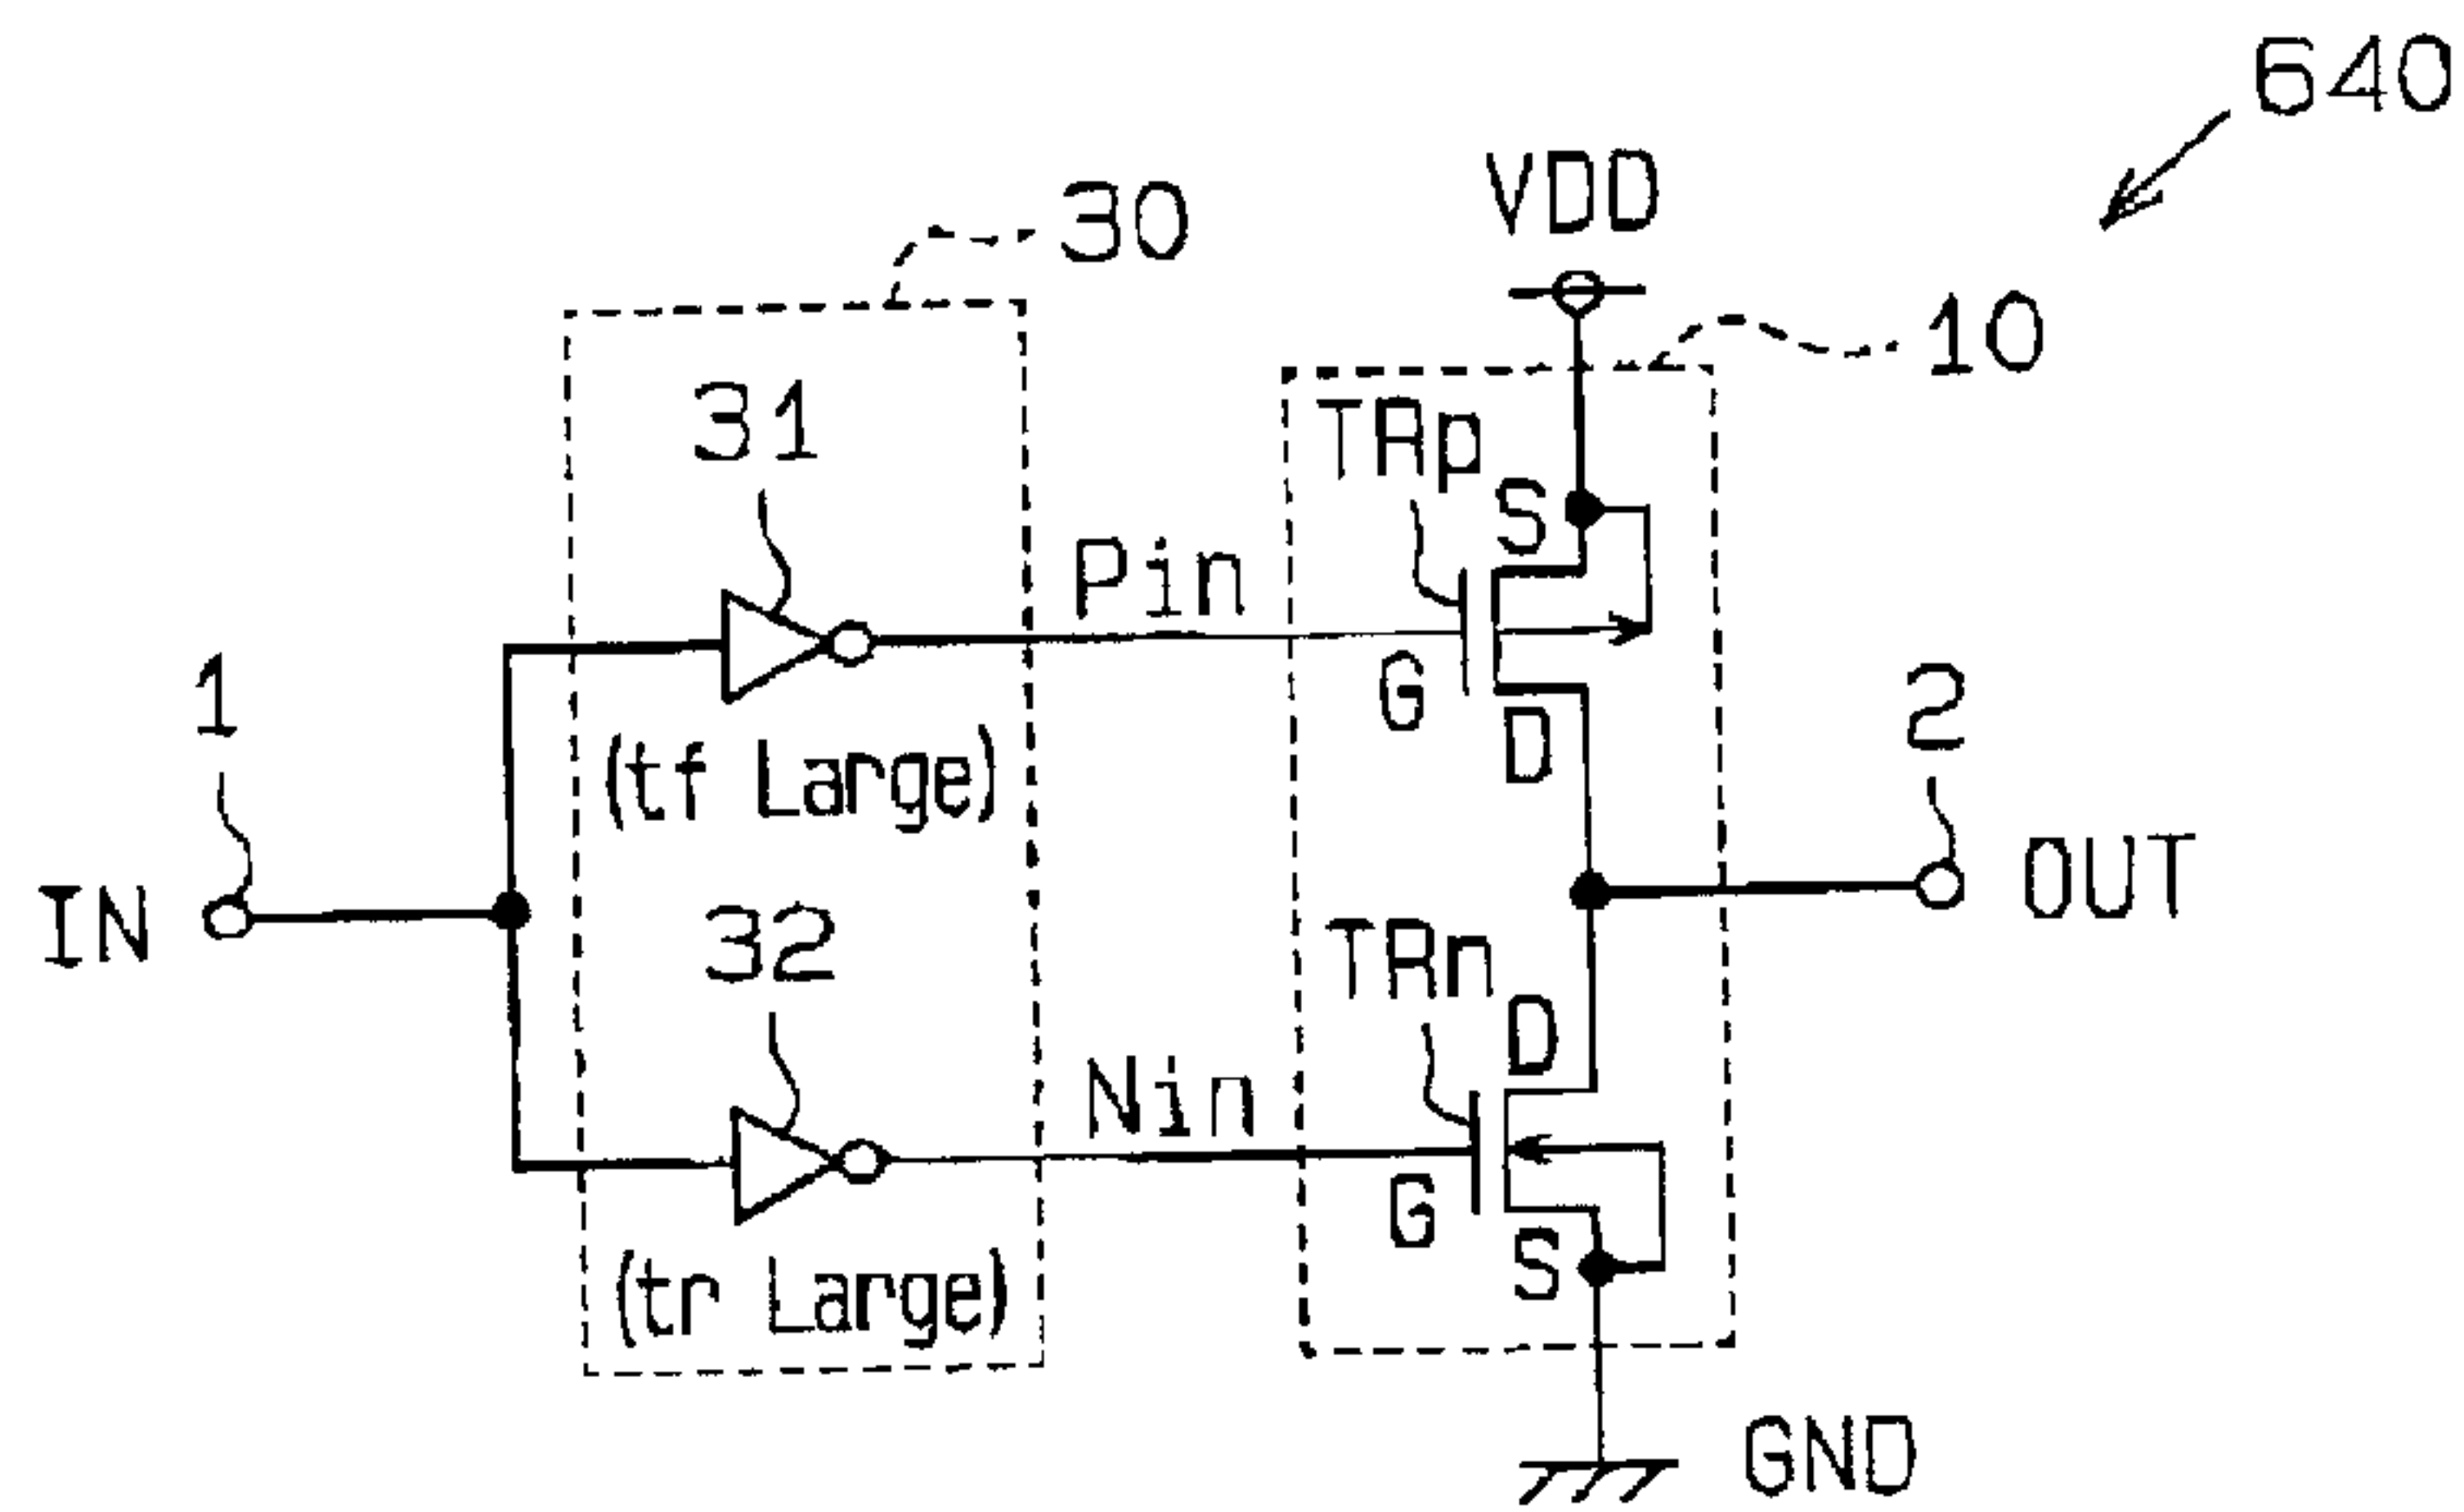 640
VDD
30
10
31
TRp
S
Pin
1
G
2
D
(tf Large)
OUT
IN
32
TRn
D
Nin
G
S
(tr Large)
GND